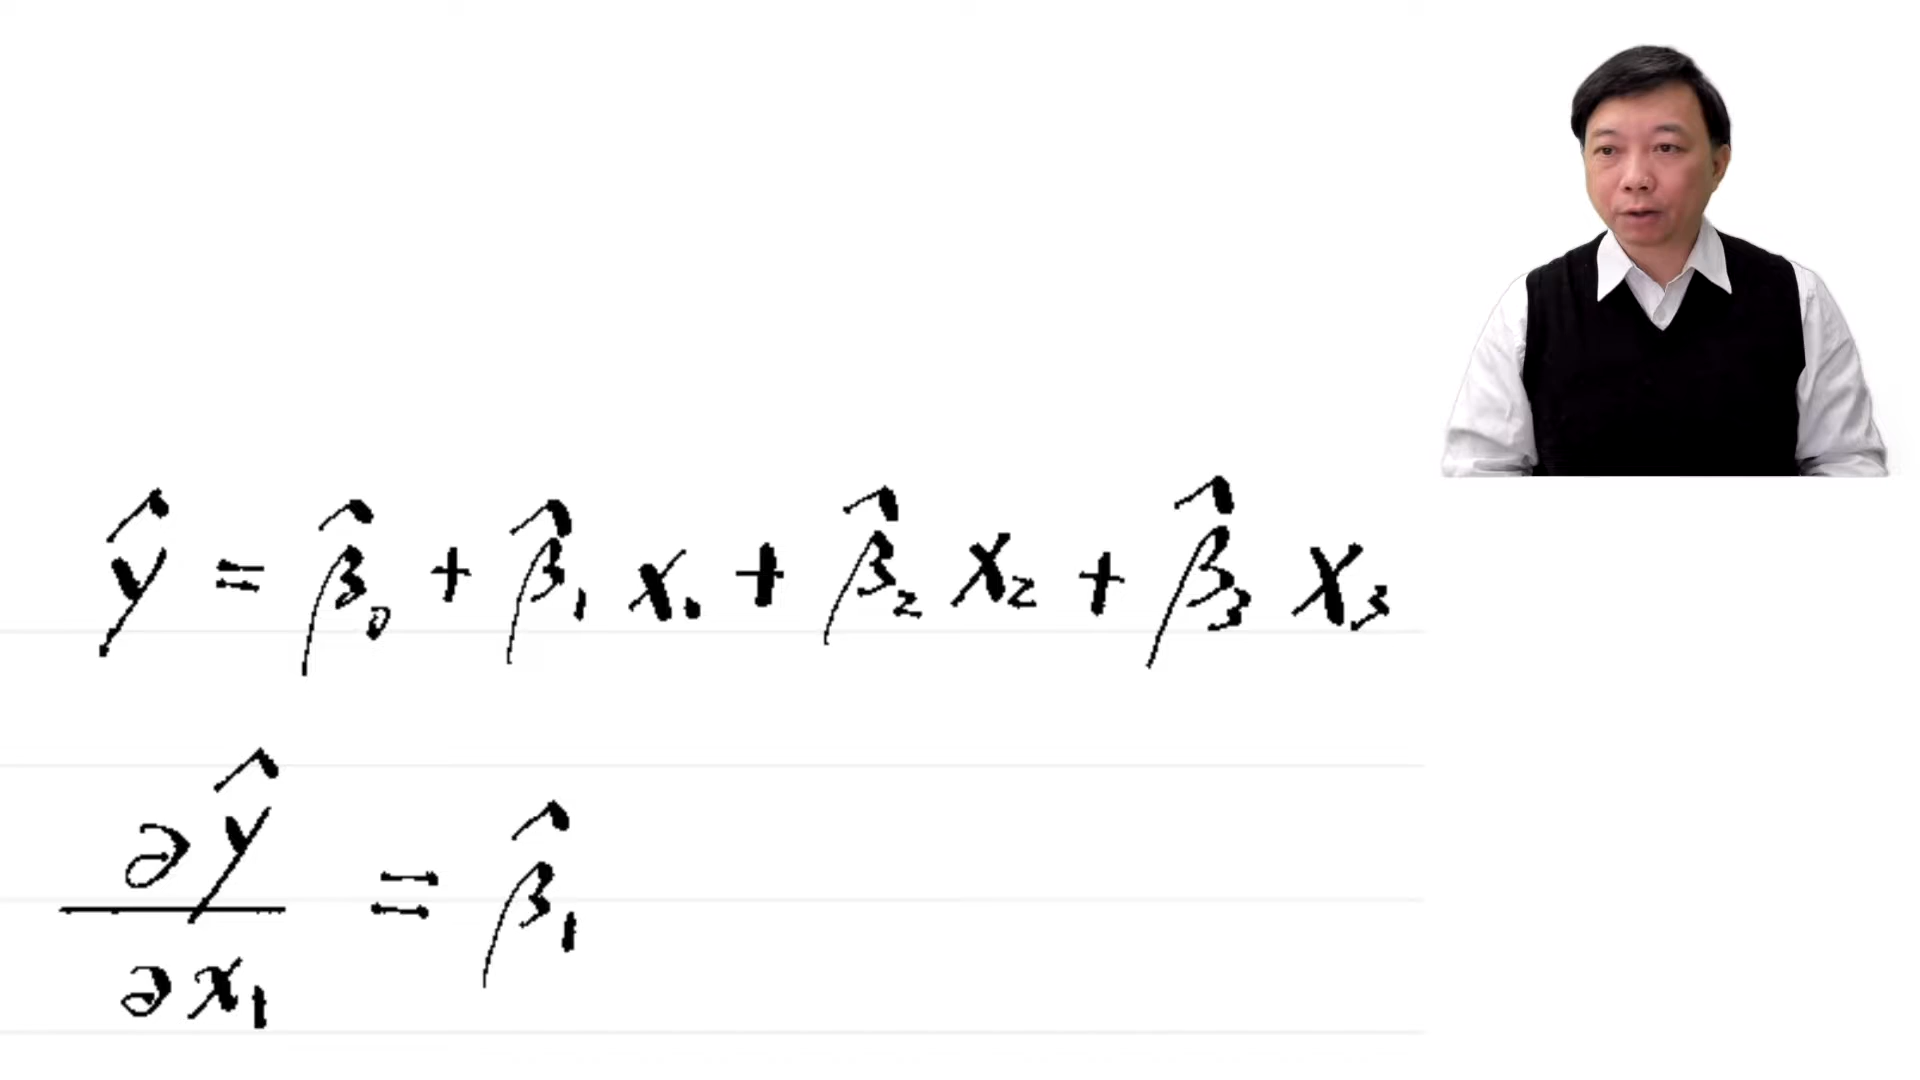 ŷ = β̂₀ + β̂₁ x₁ + β̂₂ x₂ + β̂₃ x₃
∂ŷ / ∂x₁ = β̂₁